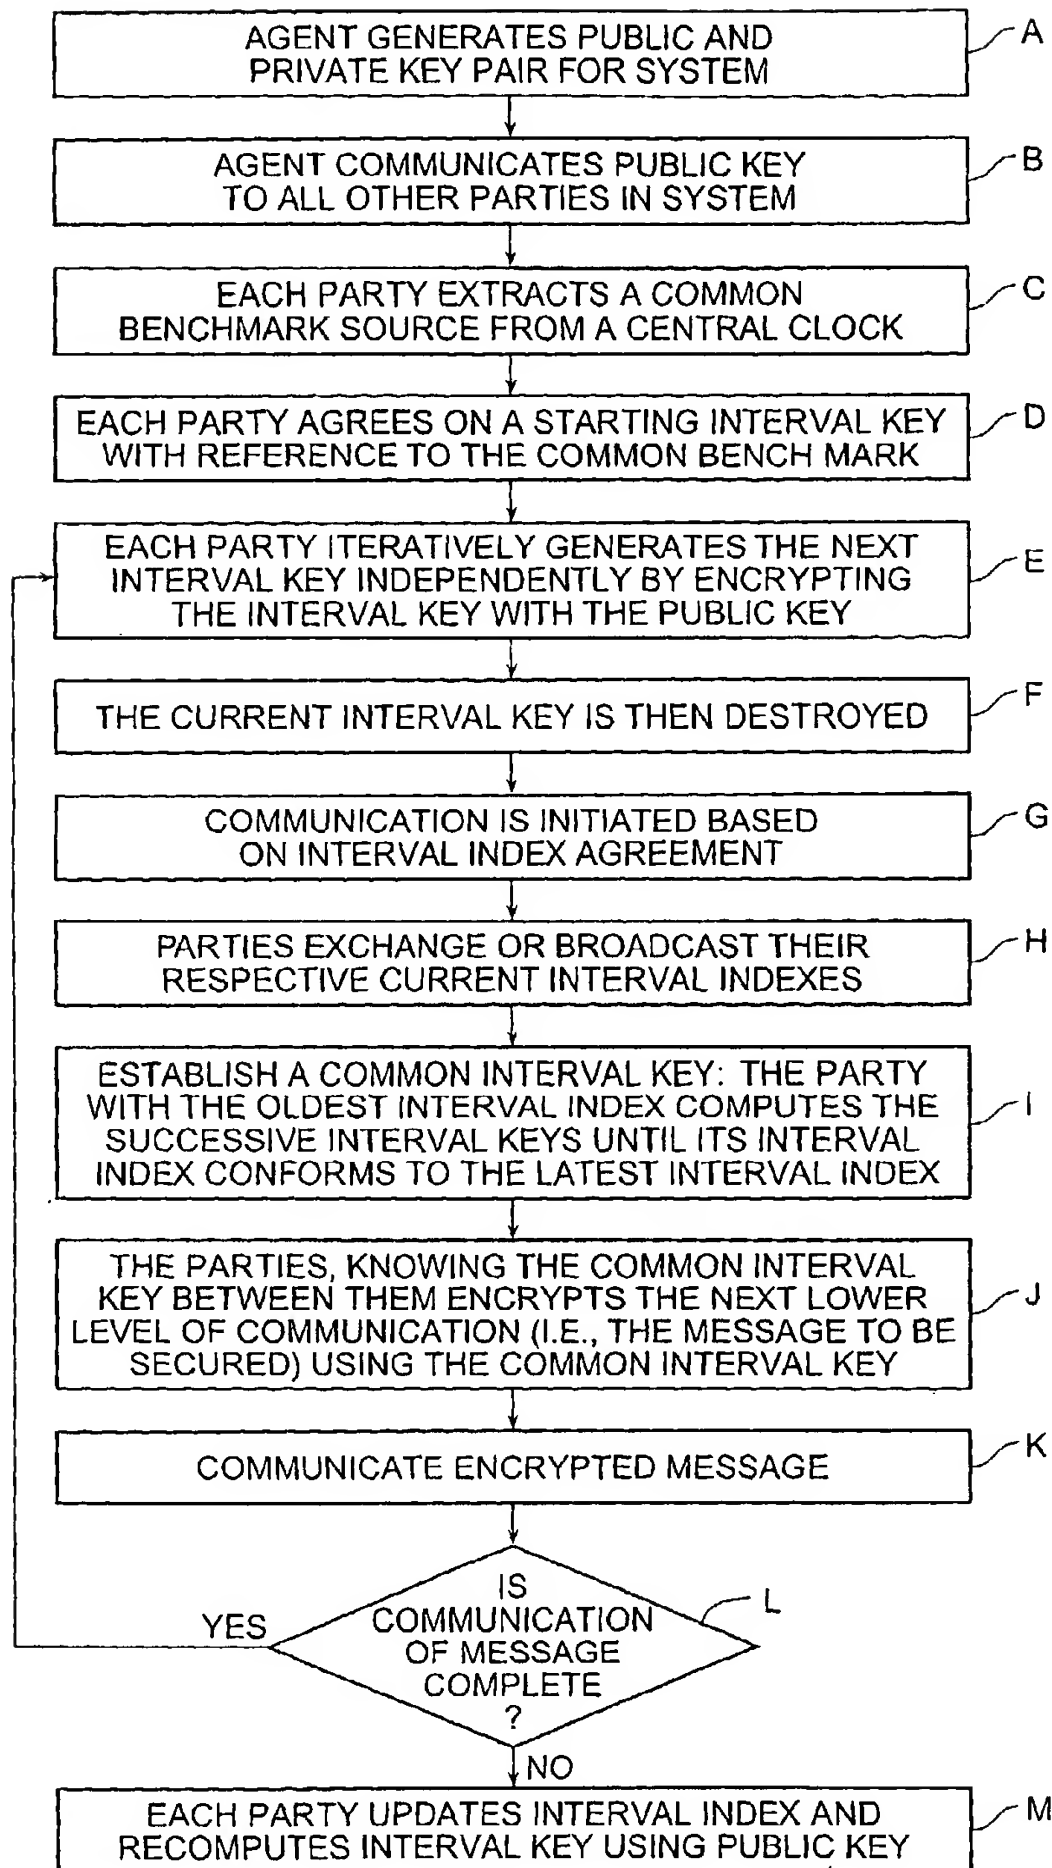 AGENT GENERATES PUBLIC AND
PRIVATE KEY PAIR FOR SYSTEM
A
AGENT COMMUNICATES PUBLIC KEY
TO ALL OTHER PARTIES IN SYSTEM
B
EACH PARTY EXTRACTS A COMMON
BENCHMARK SOURCE FROM A CENTRAL CLOCK
C
EACH PARTY AGREES ON A STARTING INTERVAL KEY
WITH REFERENCE TO THE COMMON BENCH MARK
D
EACH PARTY ITERATIVELY GENERATES THE NEXT
INTERVAL KEY INDEPENDENTLY BY ENCRYPTING
THE INTERVAL KEY WITH THE PUBLIC KEY
E
THE CURRENT INTERVAL KEY IS THEN DESTROYED
F
COMMUNICATION IS INITIATED BASED
ON INTERVAL INDEX AGREEMENT
G
PARTIES EXCHANGE OR BROADCAST THEIR
RESPECTIVE CURRENT INTERVAL INDEXES
H
ESTABLISH A COMMON INTERVAL KEY: THE PARTY
WITH THE OLDEST INTERVAL INDEX COMPUTES THE
SUCCESSIVE INTERVAL KEYS UNTIL ITS INTERVAL
INDEX CONFORMS TO THE LATEST INTERVAL INDEX
I
THE PARTIES, KNOWING THE COMMON INTERVAL
KEY BETWEEN THEM ENCRYPTS THE NEXT LOWER
LEVEL OF COMMUNICATION (I.E., THE MESSAGE TO BE
SECURED) USING THE COMMON INTERVAL KEY
J
COMMUNICATE ENCRYPTED MESSAGE
K
IS
COMMUNICATION
OF MESSAGE
COMPLETE
?
L
YES
NO
EACH PARTY UPDATES INTERVAL INDEX AND
RECOMPUTES INTERVAL KEY USING PUBLIC KEY
M